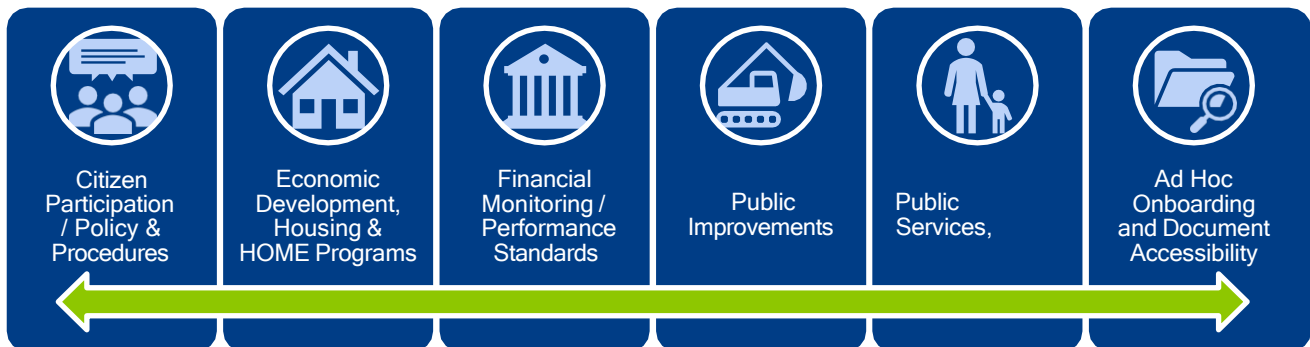 Citizen
Participation
/ Policy &
Procedures
Economic
Development,
Housing &
HOME Programs
Financial
Monitoring /
Performance
Standards
Public
Improvements
Public
Services,
Ad Hoc
Onboarding
and Document
Accessibility